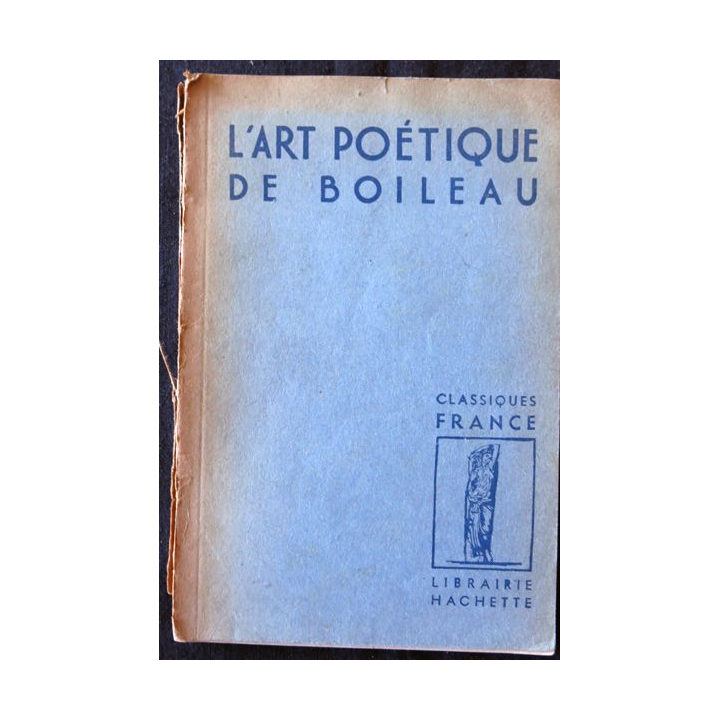 L'ART POÉTIQUE
DE BOILEAU
CLASSIQUES
FRANCE
LIBRAIRIE
HACHETTE